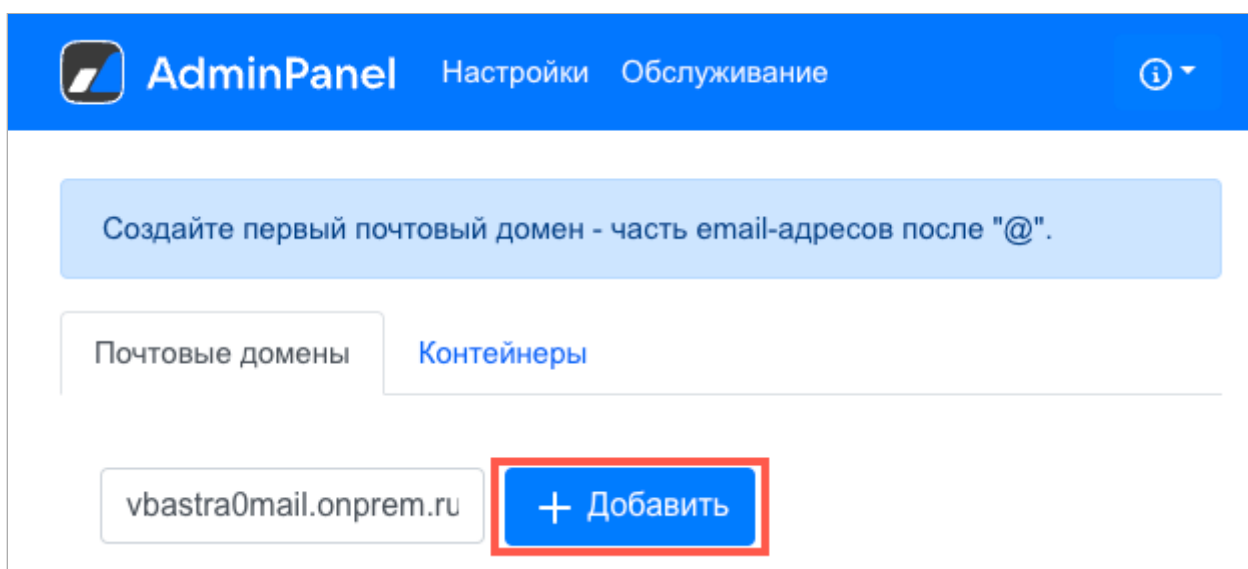 AdminPanel Настройки Обслуживание
Создайте первый почтовый домен - часть email-адресов после "@".
Почтовые домены Контейнеры
vbastra0mail.onprem.ru + Добавить